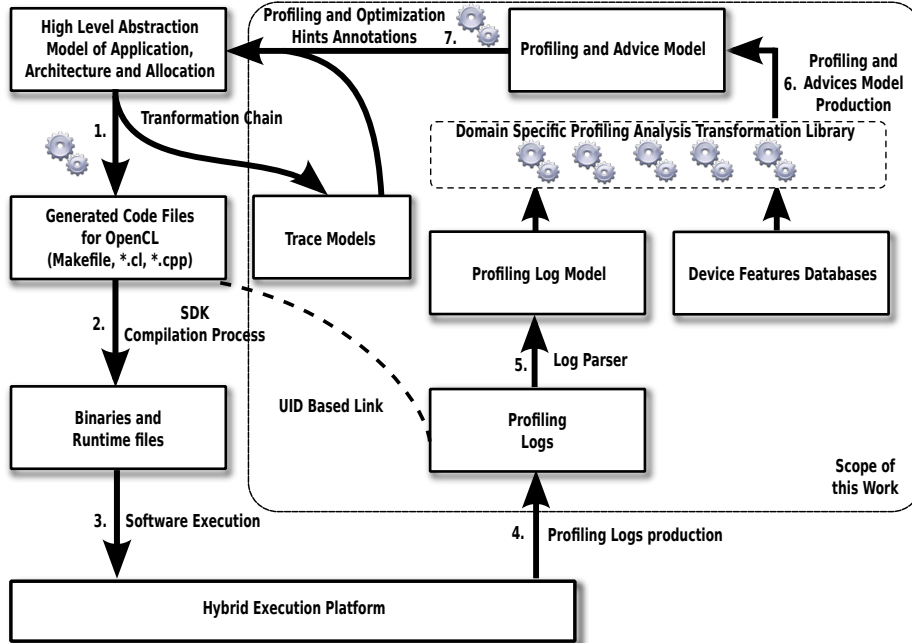 High Level Abstraction
Model of Application,
Architecture and Allocation
Profiling and Optimization
Hints Annotations
7.
Profiling and Advice Model
6.
Profiling and
Advices Model
Production
1.
Tranformation Chain
Domain Specific Profiling Analysis Transformation Library
Generated Code Files
for OpenCL
(Makefile, *.cl, *.cpp)
Trace Models
Profiling Log Model
Device Features Databases
2.
SDK
Compilation Process
5.
Log Parser
UID Based Link
Binaries and
Runtime files
Profiling
Logs
Scope of
this Work
3.
Software Execution
4.
Profiling Logs production
Hybrid Execution Platform